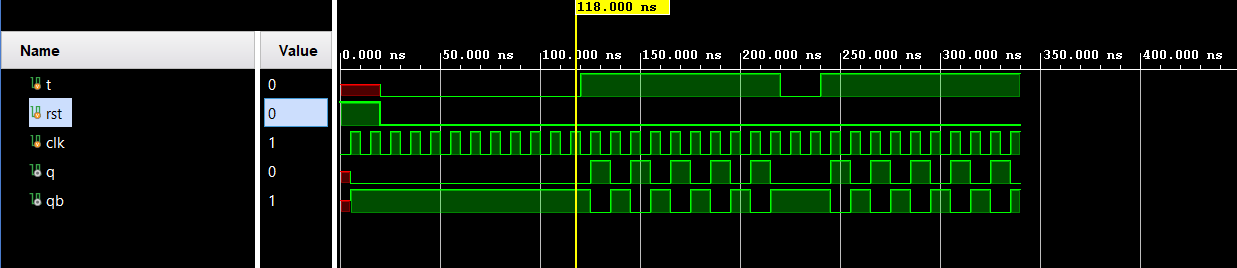 118.000 ns
Name Value
0.000 ns 50.000 ns 100.000 ns 150.000 ns 200.000 ns 250.000 ns 300.000 ns 350.000 ns 400.000 ns
t 0
rst 0
clk 1
q 0
qb 1